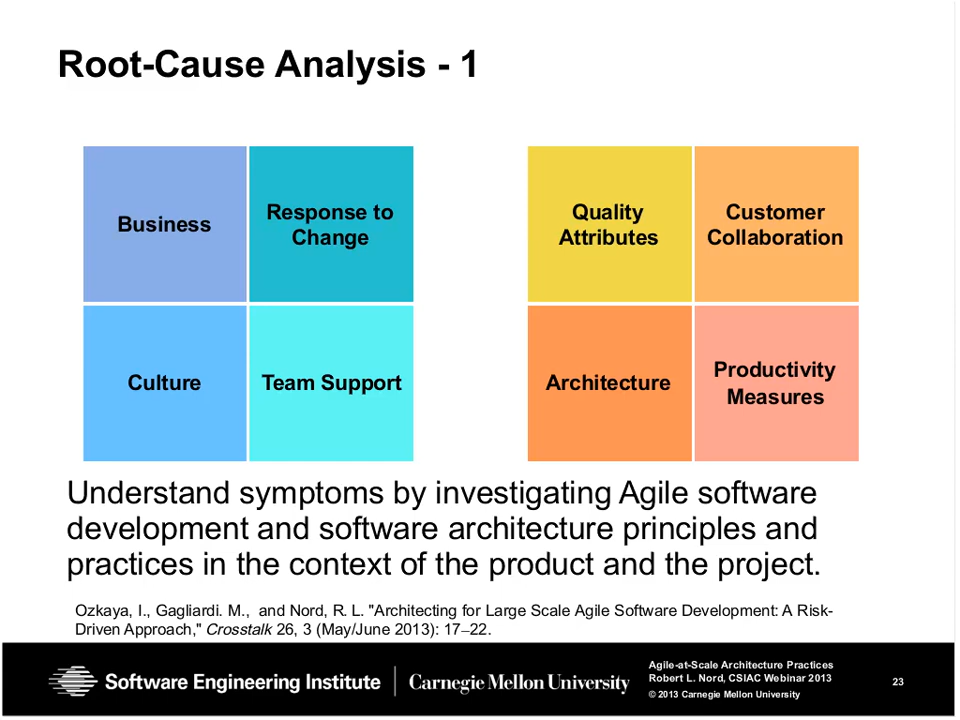 Root-Cause Analysis - 1
Business
Response to
Change
Quality
Attributes
Customer
Collaboration
Culture
Team Support
Architecture
Productivity
Measures
Understand symptoms by investigating Agile software
development and software architecture principles and
practices in the context of the product and the project.
Ozkaya, I., Gagliardi. M., and Nord, R. L. "Architecting for Large Scale Agile Software Development: A Risk-
Driven Approach," Crosstalk 26, 3 (May/June 2013): 17–22.
Software Engineering Institute
Carnegie Mellon University
Agile-at-Scale Architecture Practices
Robert L. Nord, CSIAC Webinar 2013
© 2013 Carnegie Mellon University
23